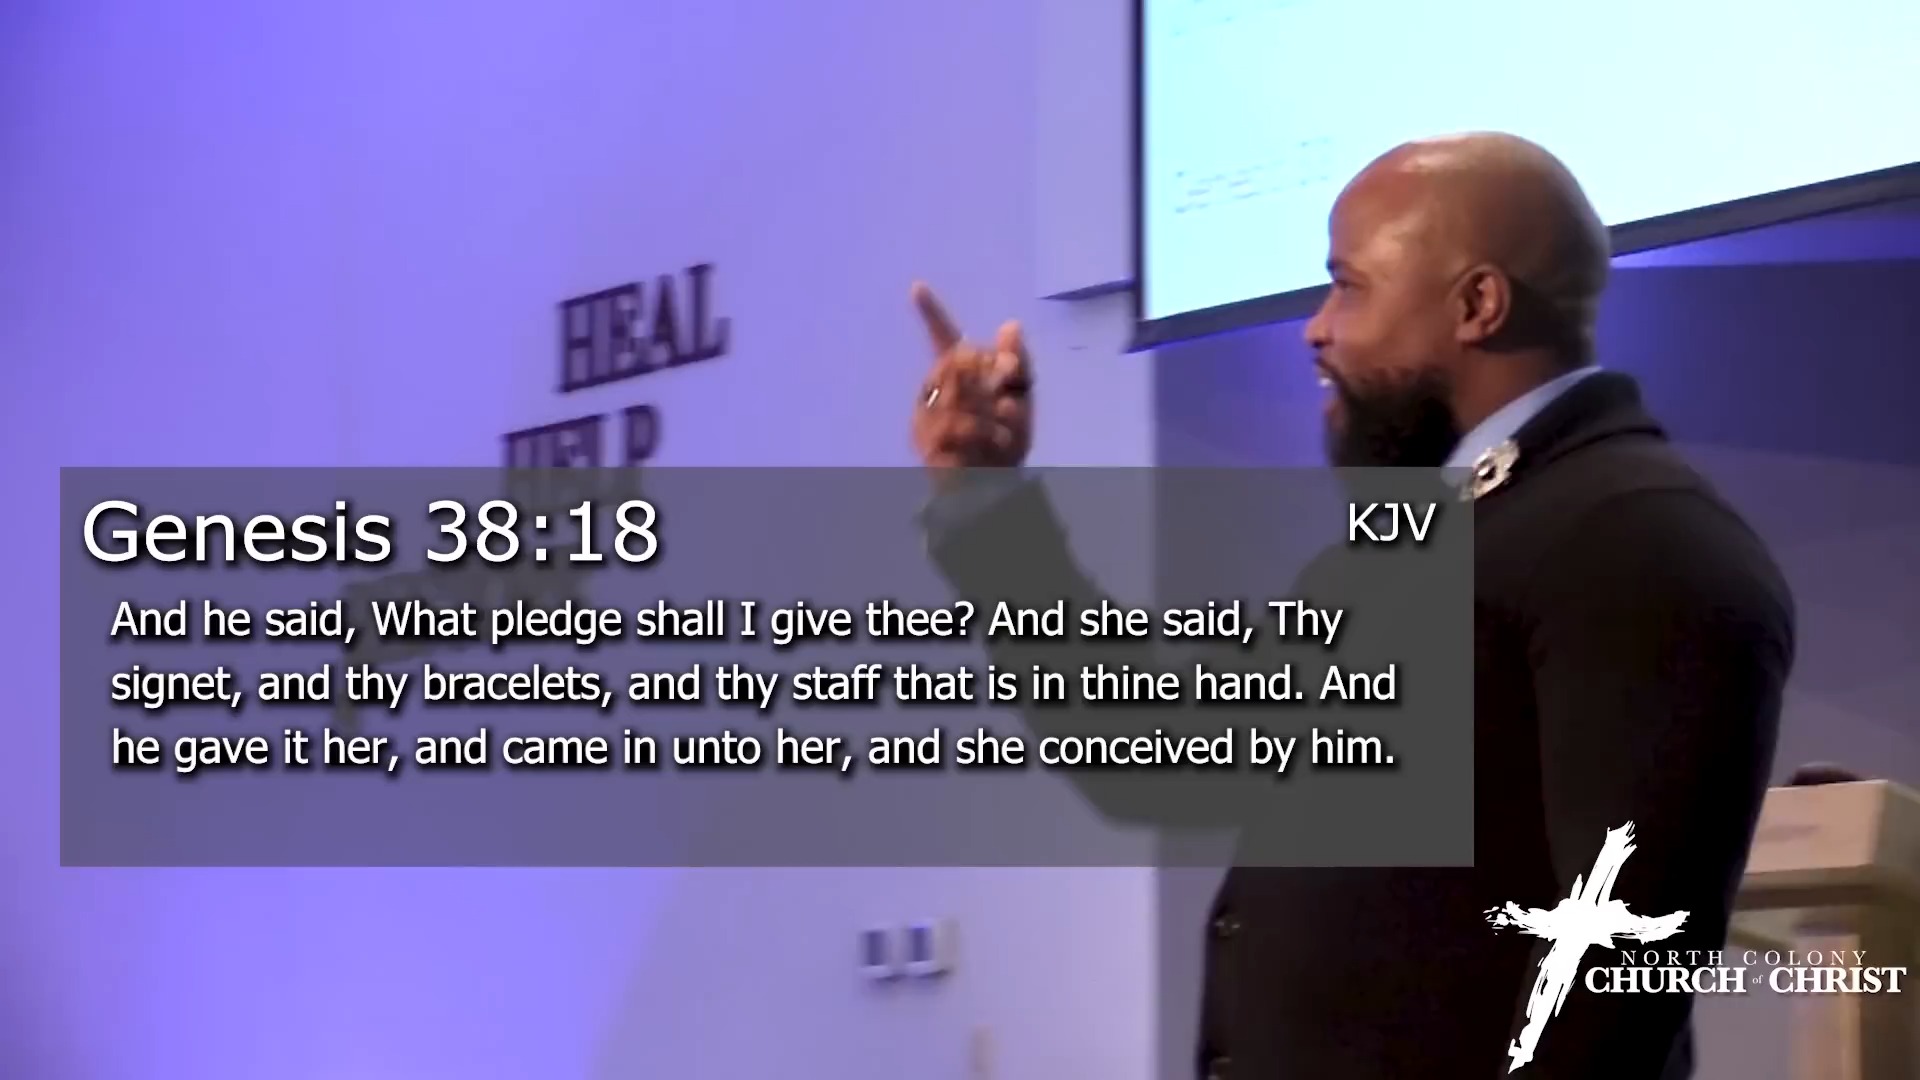 HEAL
HELP
Genesis 38:18
KJV
And he said, What pledge shall I give thee? And she said, Thy
signet, and thy bracelets, and thy staff that is in thine hand. And
he gave it her, and came in unto her, and she conceived by him.
NORTH COLONY
CHURCH of CHRIST